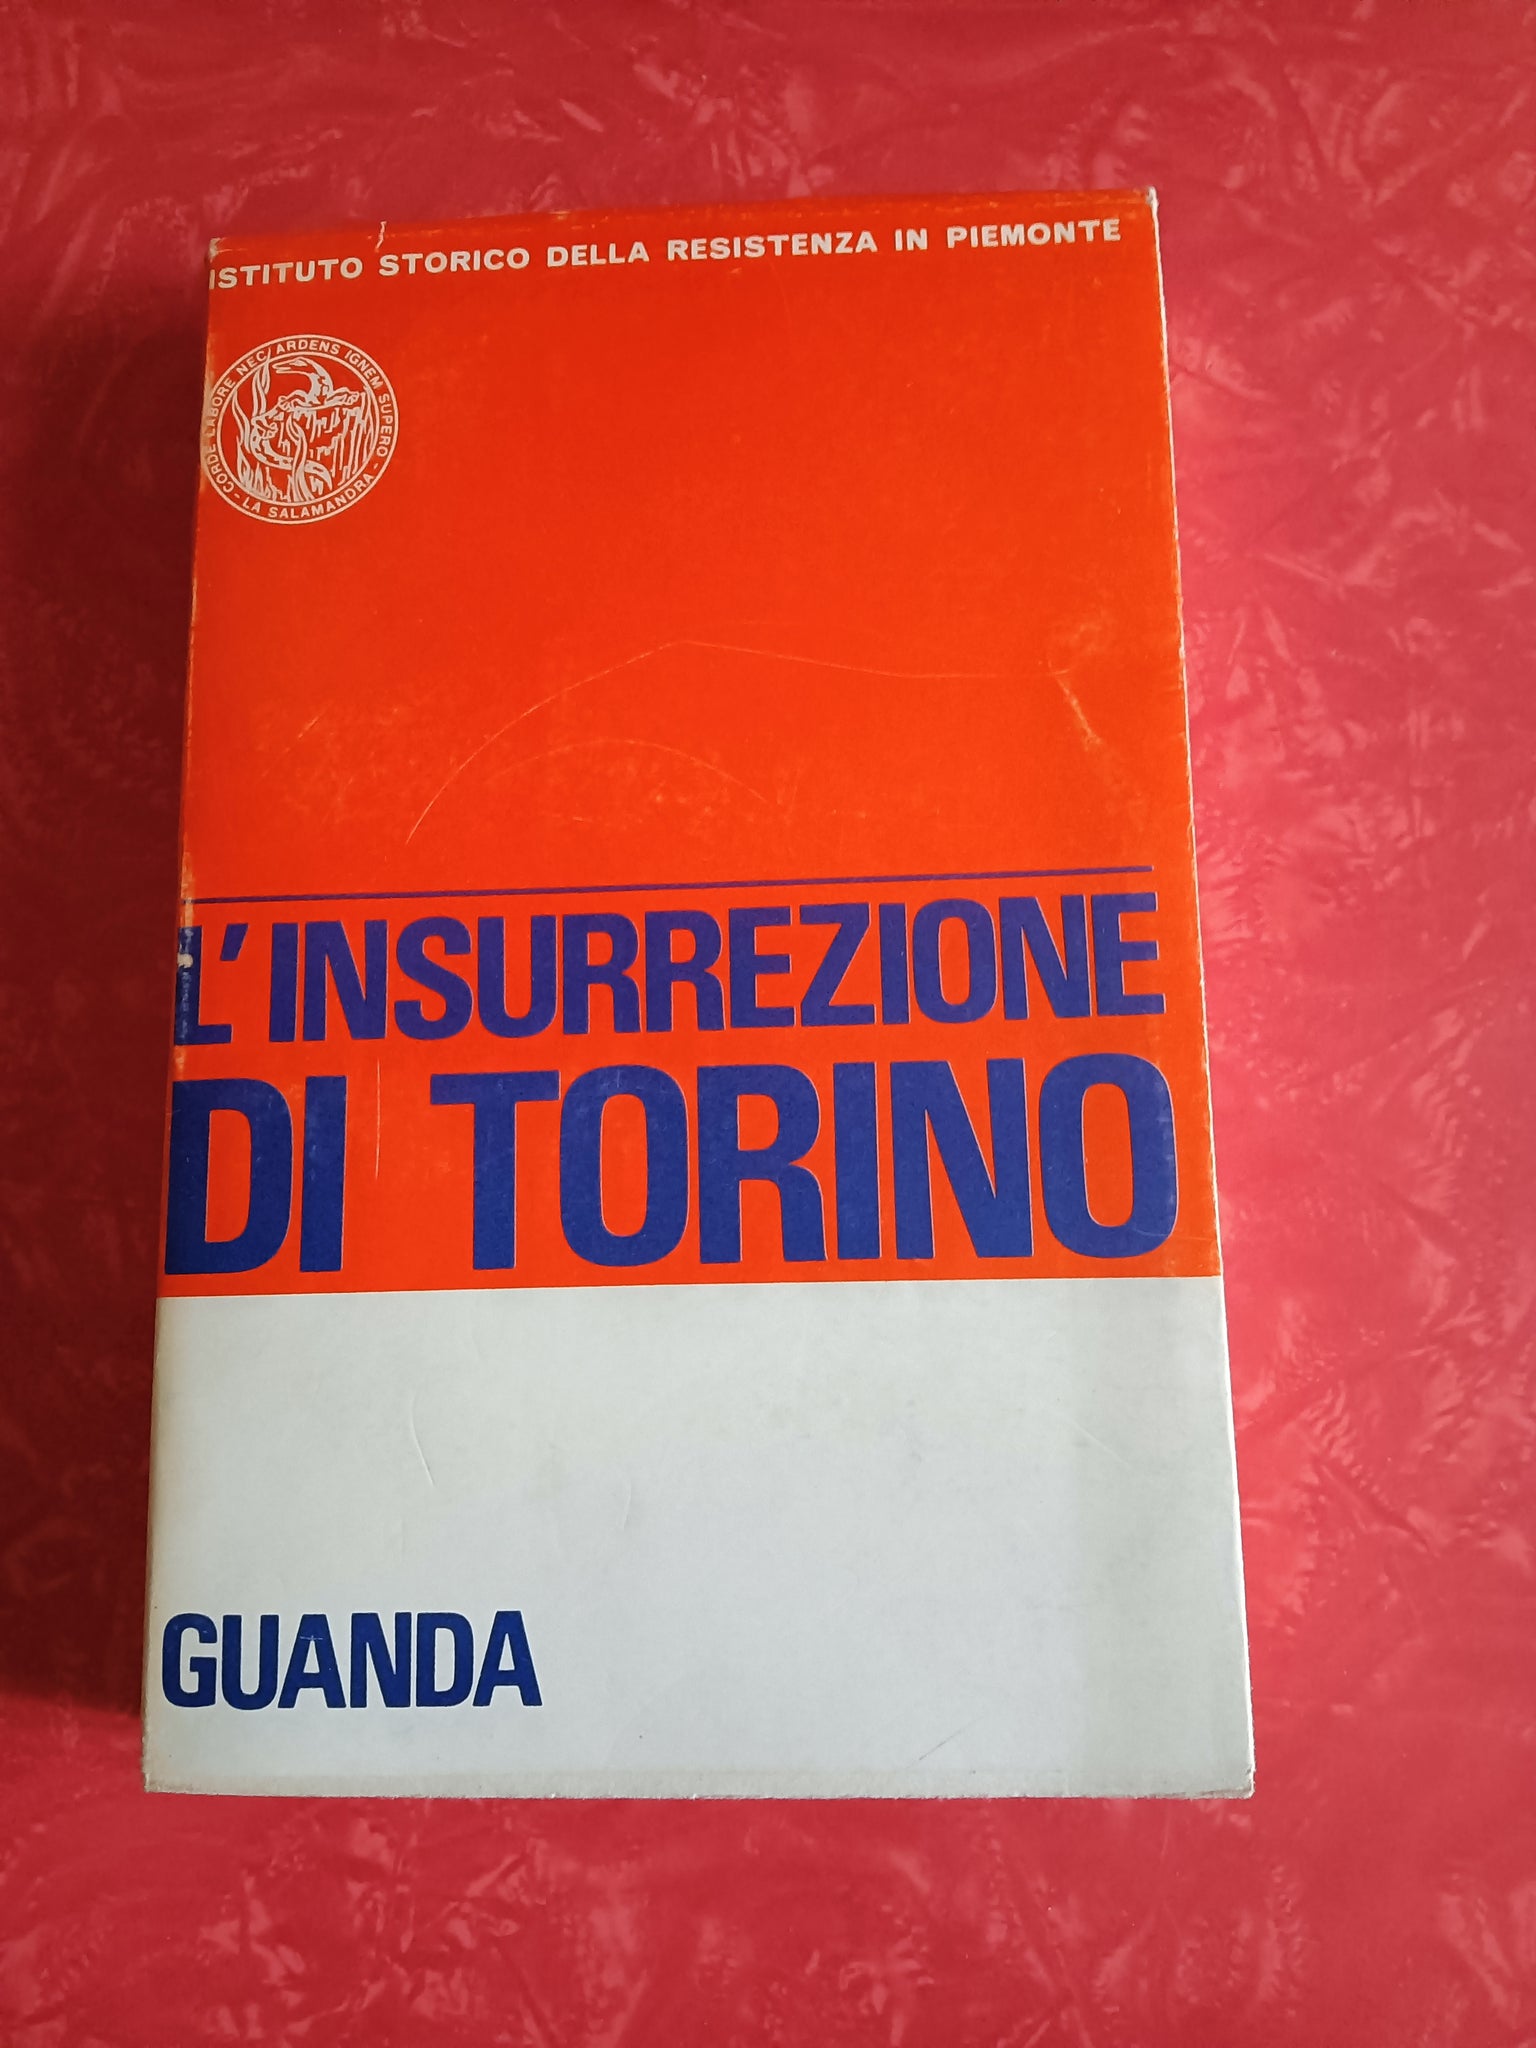 ISTITUTO STORICO DELLA RESISTENZA IN PIEMONTE
CORDE LABORE NEC ARDENS IGNEM SUPERO - LA SALAMANDRA -
L'INSURREZIONE
DI TORINO
GUANDA